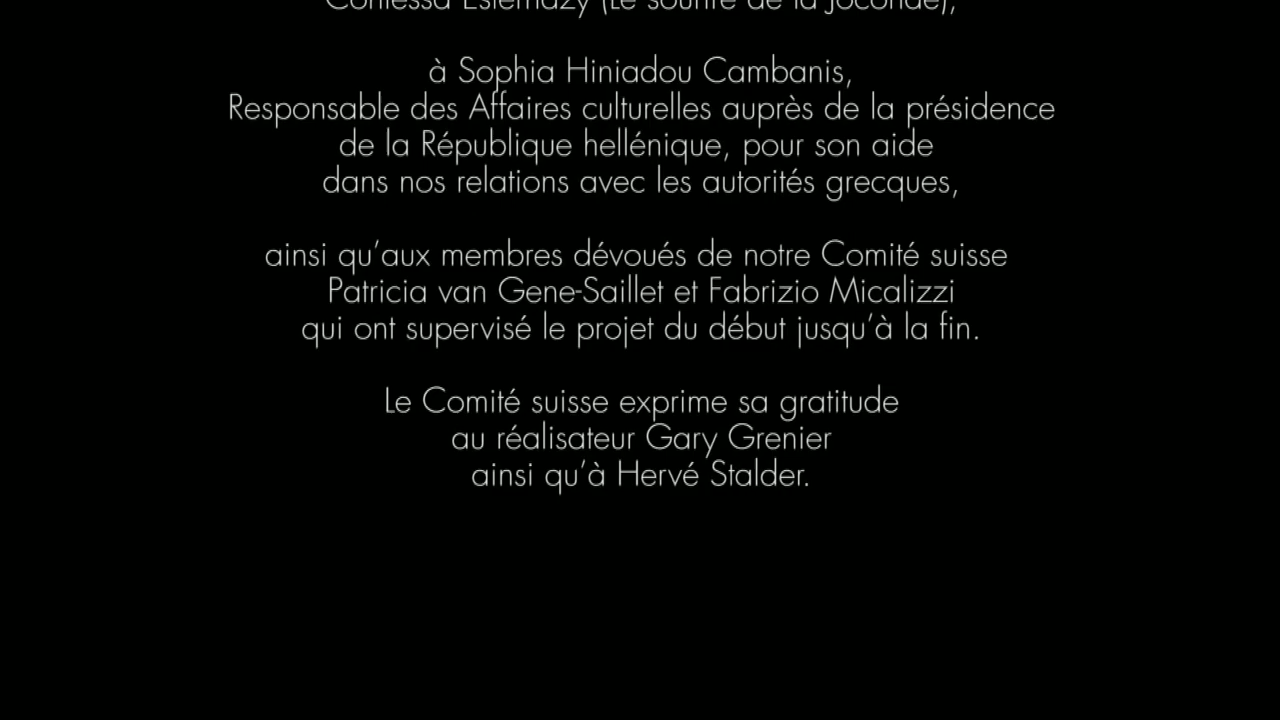 Contessa Esterhazy (Le sourire de la Joconde),
à Sophia Hiniadou Cambanis,
Responsable des Affaires culturelles auprès de la présidence
de la République hellénique, pour son aide
dans nos relations avec les autorités grecques,
ainsi qu'aux membres dévoués de notre Comité suisse
Patricia van Gene-Saillet et Fabrizio Micalizzi
qui ont supervisé le projet du début jusqu'à la fin.
Le Comité suisse exprime sa gratitude
au réalisateur Gary Grenier
ainsi qu'à Hervé Stalder.